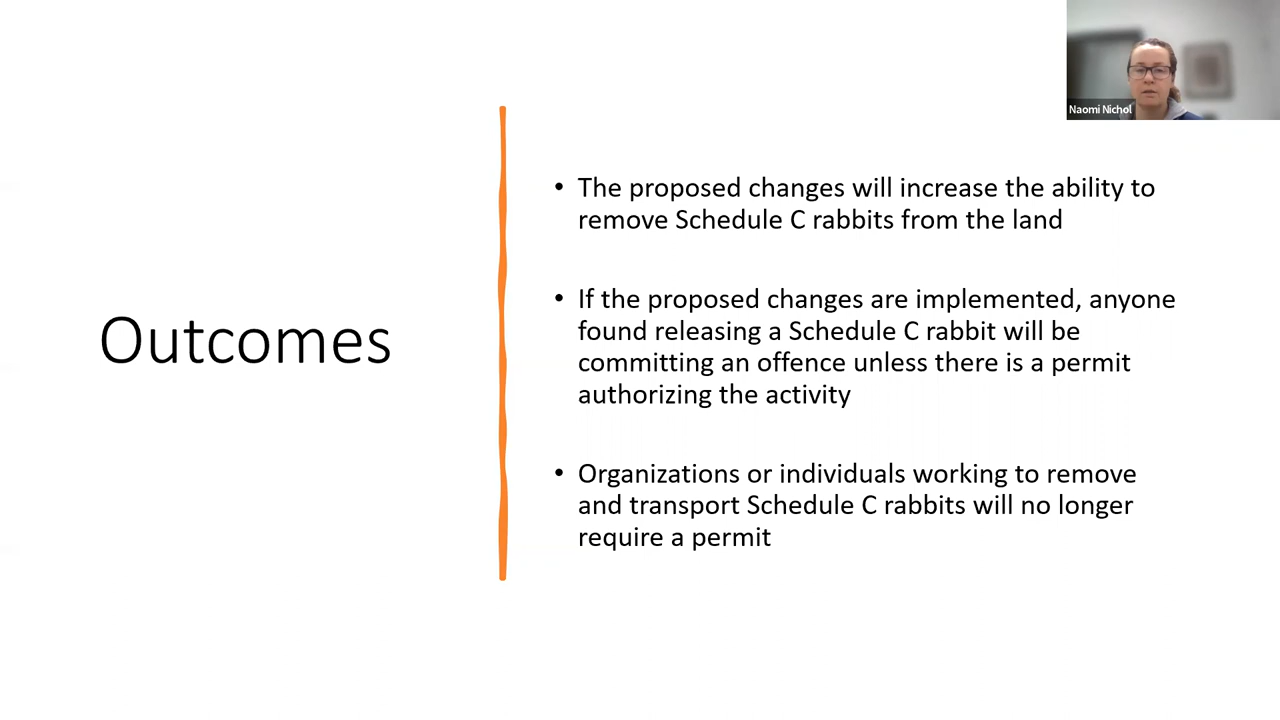 Naomi Nichol
Outcomes
• The proposed changes will increase the ability to
remove Schedule C rabbits from the land
• If the proposed changes are implemented, anyone
found releasing a Schedule C rabbit will be
committing an offence unless there is a permit
authorizing the activity
• Organizations or individuals working to remove
and transport Schedule C rabbits will no longer
require a permit